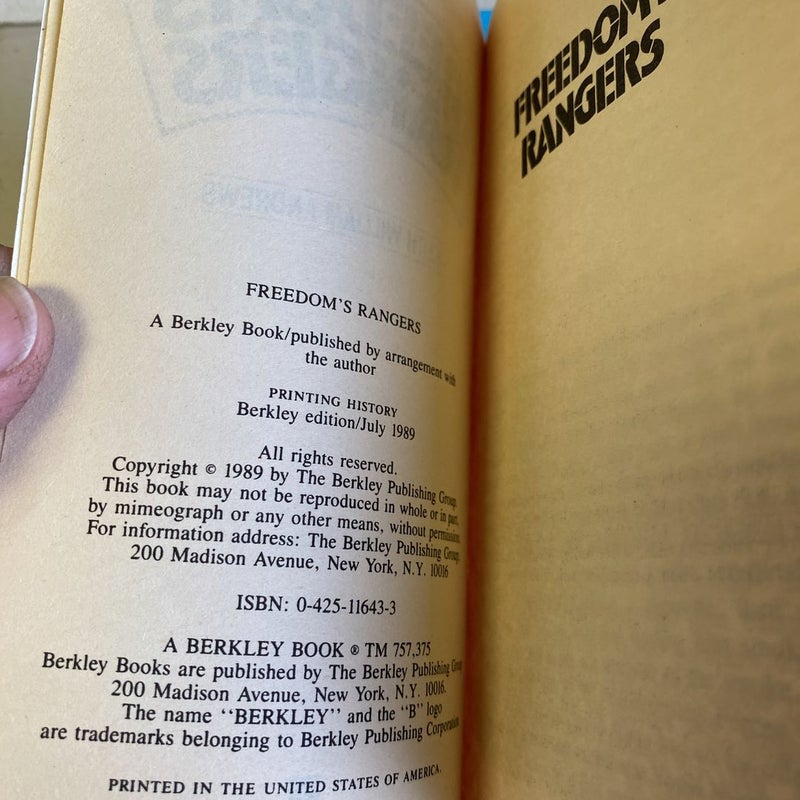 FREEDOM'S RANGERS
A Berkley Book/published by arrangement with
the author
PRINTING HISTORY
Berkley edition/July 1989
All rights reserved.
Copyright © 1989 by The Berkley Publishing Group.
This book may not be reproduced in whole or in part,
by mimeograph or any other means, without permission.
For information address: The Berkley Publishing Group,
200 Madison Avenue, New York, N.Y. 10016
ISBN: 0-425-11643-3
A BERKLEY BOOK ® TM 757,375
Berkley Books are published by The Berkley Publishing Group
200 Madison Avenue, New York, N.Y. 10016.
The name “BERKLEY” and the “B” logo
are trademarks belonging to Berkley Publishing Corporation.
PRINTED IN THE UNITED STATES OF AMERICA.
FREEDOM'
RANGERS